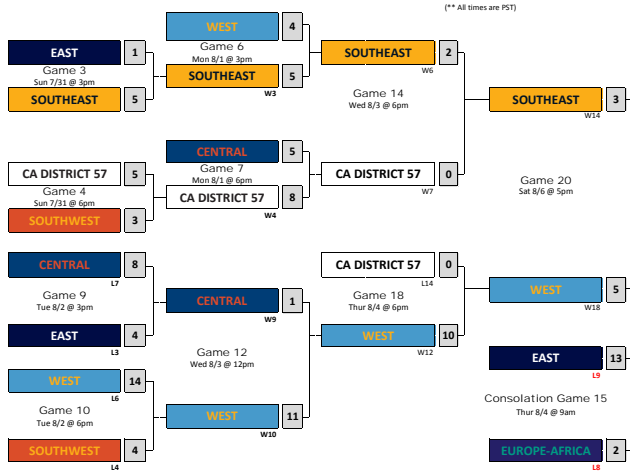 (** All times are PST)
WEST 4
EAST 1
Game 6
Mon 8/1 @ 3pm
SOUTHEAST 2
Game 3
Sun 7/31 @ 3pm
SOUTHEAST 5
W3
W6
SOUTHEAST 5
Game 14
Wed 8/3 @ 6pm
SOUTHEAST 3
W14
CENTRAL 5
CA DISTRICT 57 5
Game 7
Mon 8/1 @ 6pm
CA DISTRICT 57 0
W7
Game 20
Sat 8/6 @ 5pm
Game 4
Sun 7/31 @ 6pm
CA DISTRICT 57 8
W4
SOUTHWEST 3
CENTRAL 8
L7
CA DISTRICT 57 0
L14
Game 9
Tue 8/2 @ 3pm
CENTRAL 1
W9
Game 18
Thur 8/4 @ 6pm
WEST 5
W18
EAST 4
L3
WEST 10
W12
Game 12
Wed 8/3 @ 12pm
EAST 13
L9
WEST 14
L6
Game 10
Tue 8/2 @ 6pm
WEST 11
W10
Consolation Game 15
Thur 8/4 @ 9am
SOUTHWEST 4
L4
EUROPE-AFRICA 2
L8